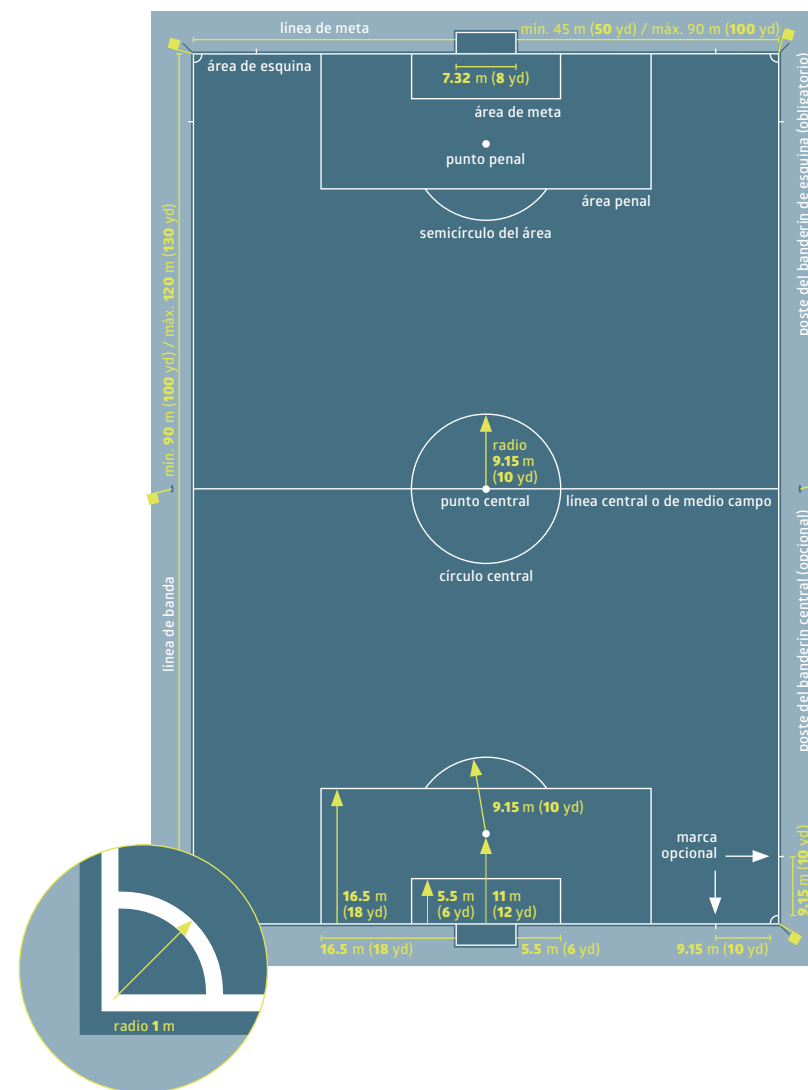 línea de meta
mín. 45 m (50 yd) / máx. 90 m (100 yd)
área de esquina
7.32 m (8 yd)
área de meta
punto penal
área penal
semicírculo del área
poste del banderín de esquina (obligatorio)
mín. 90 m (100 yd) / máx. 120 m (130 yd)
radio
9.15 m
(10 yd)
punto central
línea central o de medio campo
círculo central
línea de banda
poste del banderín central (opcional)
9.15 m (10 yd)
marca
opcional
9.15 m (10 yd)
16.5 m
(18 yd)
5.5 m
(6 yd)
11 m
(12 yd)
16.5 m (18 yd)
5.5 m (6 yd)
9.15 m (10 yd)
radio 1 m